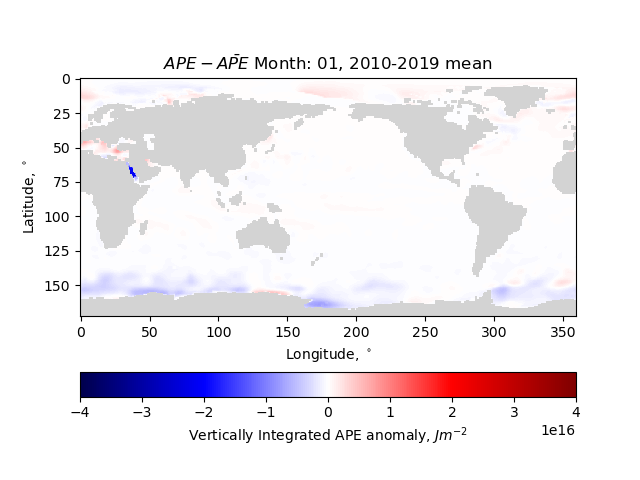 APE − AP̄E Month: 01, 2010-2019 mean
0
25
50
75
100
125
150
Latitude, °
0 50 100 150 200 250 300 350
Longitude, °
−4 −3 −2 −1 0 1 2 3 4
1e16
Vertically Integrated APE anomaly, Jm⁻²